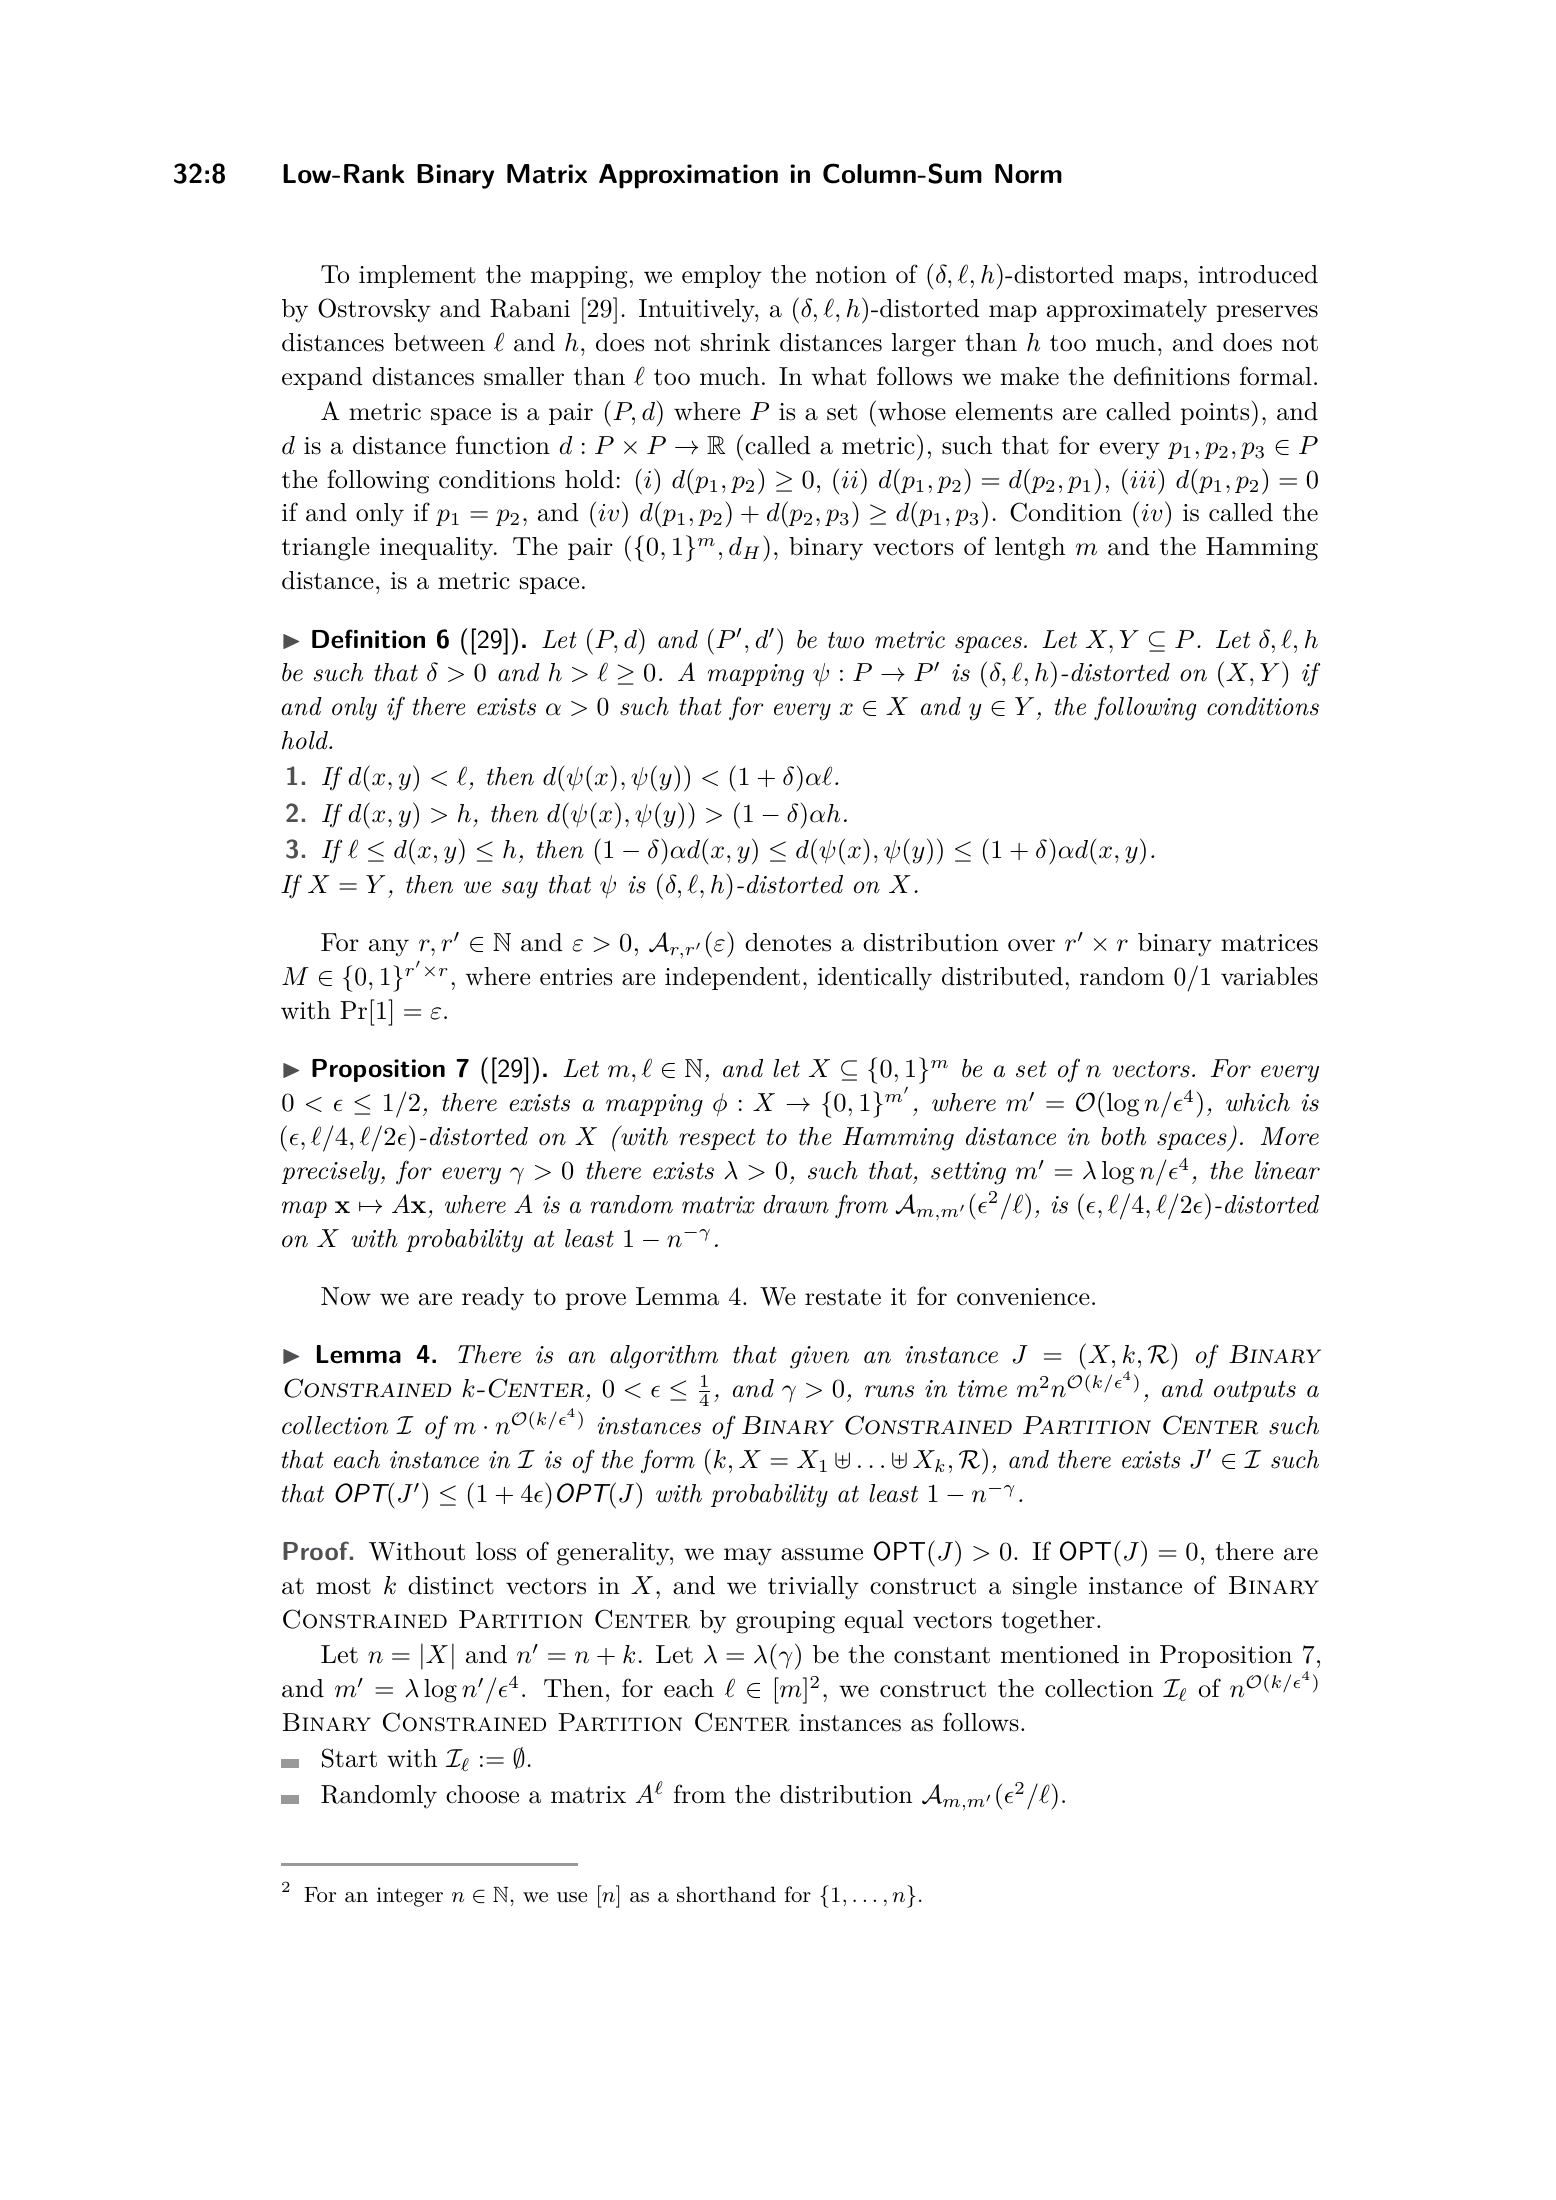 32:8 Low-Rank Binary Matrix Approximation in Column-Sum Norm
To implement the mapping, we employ the notion of (δ, ℓ, h)-distorted maps, introduced
by Ostrovsky and Rabani [29]. Intuitively, a (δ, ℓ, h)-distorted map approximately preserves
distances between ℓ and h, does not shrink distances larger than h too much, and does not
expand distances smaller than ℓ too much. In what follows we make the definitions formal.
A metric space is a pair (P, d) where P is a set (whose elements are called points), and
d is a distance function d : P × P → ℝ (called a metric), such that for every p₁, p₂, p₃ ∈ P
the following conditions hold: (i) d(p₁, p₂) ≥ 0, (ii) d(p₁, p₂) = d(p₂, p₁), (iii) d(p₁, p₂) = 0
if and only if p₁ = p₂, and (iv) d(p₁, p₂) + d(p₂, p₃) ≥ d(p₁, p₃). Condition (iv) is called the
triangle inequality. The pair ({0, 1}^m, d_H), binary vectors of lentgh m and the Hamming
distance, is a metric space.
▶ Definition 6 ([29]). Let (P, d) and (P′, d′) be two metric spaces. Let X, Y ⊆ P. Let δ, ℓ, h
be such that δ > 0 and h > ℓ ≥ 0. A mapping ψ : P → P′ is (δ, ℓ, h)-distorted on (X, Y) if
and only if there exists α > 0 such that for every x ∈ X and y ∈ Y, the following conditions
hold.
1. If d(x, y) < ℓ, then d(ψ(x), ψ(y)) < (1 + δ)αℓ.
2. If d(x, y) > h, then d(ψ(x), ψ(y)) > (1 − δ)αh.
3. If ℓ ≤ d(x, y) ≤ h, then (1 − δ)αd(x, y) ≤ d(ψ(x), ψ(y)) ≤ (1 + δ)αd(x, y).
If X = Y, then we say that ψ is (δ, ℓ, h)-distorted on X.
For any r, r′ ∈ ℕ and ε > 0, 𝒜_{r,r′}(ε) denotes a distribution over r′ × r binary matrices
M ∈ {0, 1}^{r′×r}, where entries are independent, identically distributed, random 0/1 variables
with Pr[1] = ε.
▶ Proposition 7 ([29]). Let m, ℓ ∈ ℕ, and let X ⊆ {0, 1}^m be a set of n vectors. For every
0 < ϵ ≤ 1/2, there exists a mapping ϕ : X → {0, 1}^{m′}, where m′ = 𝒪(log n/ϵ⁴), which is
(ϵ, ℓ/4, ℓ/2ϵ)-distorted on X (with respect to the Hamming distance in both spaces). More
precisely, for every γ > 0 there exists λ > 0, such that, setting m′ = λ log n/ϵ⁴, the linear
map x ↦ Ax, where A is a random matrix drawn from 𝒜_{m,m′}(ϵ²/ℓ), is (ϵ, ℓ/4, ℓ/2ϵ)-distorted
on X with probability at least 1 − n^{−γ}.
Now we are ready to prove Lemma 4. We restate it for convenience.
▶ Lemma 4. There is an algorithm that given an instance J = (X, k, ℛ) of Binary
Constrained k-Center, 0 < ϵ ≤ 1/4, and γ > 0, runs in time m²n^{𝒪(k/ϵ⁴)}, and outputs a
collection ℐ of m · n^{𝒪(k/ϵ⁴)} instances of Binary Constrained Partition Center such
that each instance in ℐ is of the form (k, X = X₁ ⊎ . . . ⊎ X_k, ℛ), and there exists J′ ∈ ℐ such
that OPT(J′) ≤ (1 + 4ϵ)OPT(J) with probability at least 1 − n^{−γ}.
Proof. Without loss of generality, we may assume OPT(J) > 0. If OPT(J) = 0, there are
at most k distinct vectors in X, and we trivially construct a single instance of Binary
Constrained Partition Center by grouping equal vectors together.
Let n = |X| and n′ = n + k. Let λ = λ(γ) be the constant mentioned in Proposition 7,
and m′ = λ log n′/ϵ⁴. Then, for each ℓ ∈ [m]², we construct the collection ℐ_ℓ of n^{𝒪(k/ϵ⁴)}
Binary Constrained Partition Center instances as follows.
Start with ℐ_ℓ := ∅.
Randomly choose a matrix A^ℓ from the distribution 𝒜_{m,m′}(ϵ²/ℓ).
² For an integer n ∈ ℕ, we use [n] as a shorthand for {1, . . . , n}.